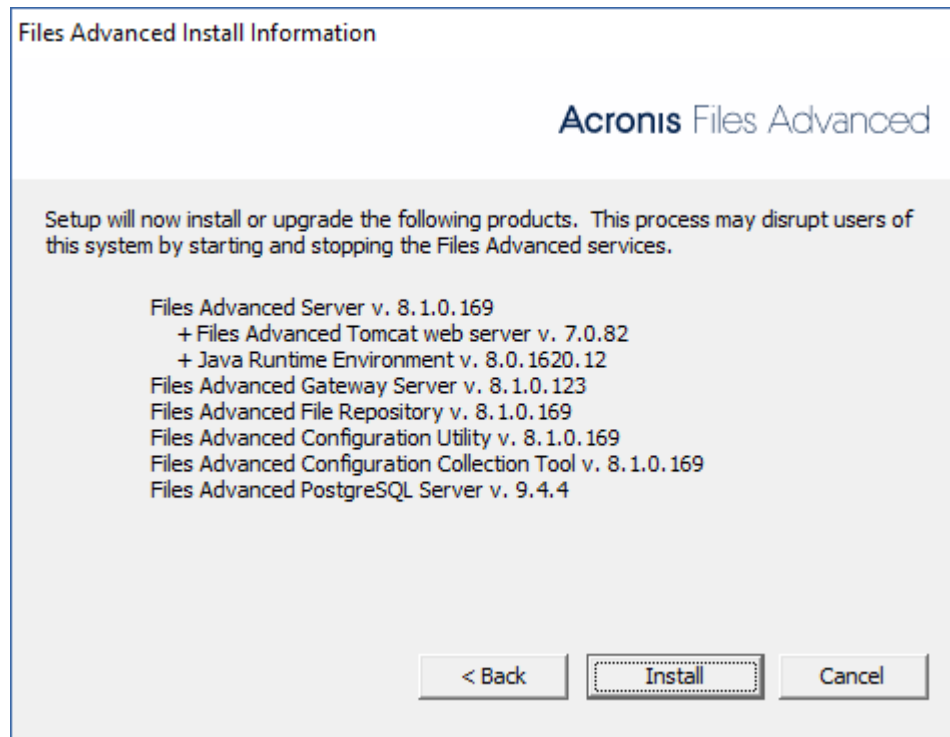 Files Advanced Install Information
Acronis Files Advanced
Setup will now install or upgrade the following products.  This process may disrupt users of
this system by starting and stopping the Files Advanced services.
Files Advanced Server v. 8.1.0.169
+ Files Advanced Tomcat web server v. 7.0.82
+ Java Runtime Environment v. 8.0.1620.12
Files Advanced Gateway Server v. 8.1.0.123
Files Advanced File Repository v. 8.1.0.169
Files Advanced Configuration Utility v. 8.1.0.169
Files Advanced Configuration Collection Tool v. 8.1.0.169
Files Advanced PostgreSQL Server v. 9.4.4
< Back Install Cancel